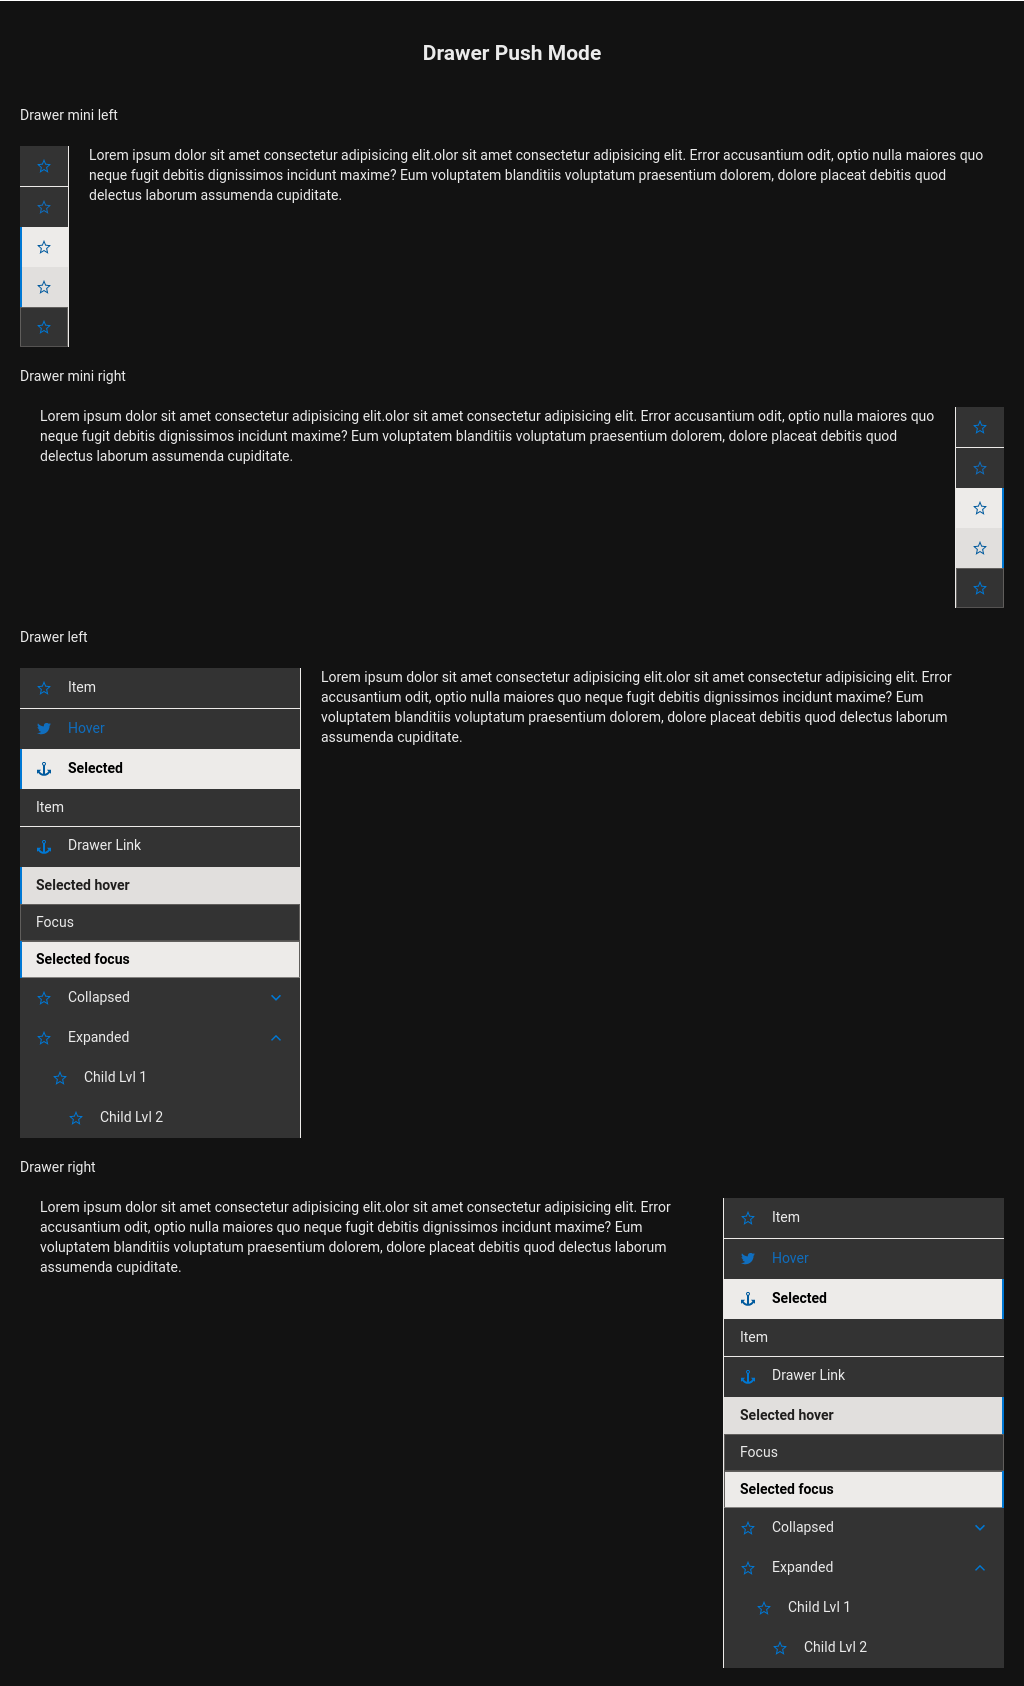 Drawer Push Mode
Drawer mini left
Lorem ipsum dolor sit amet consectetur adipisicing elit.olor sit amet consectetur adipisicing elit. Error accusantium odit, optio nulla maiores quo
neque fugit debitis dignissimos incidunt maxime? Eum voluptatem blanditiis voluptatum praesentium dolorem, dolore placeat debitis quod
delectus laborum assumenda cupiditate.
Drawer mini right
Lorem ipsum dolor sit amet consectetur adipisicing elit.olor sit amet consectetur adipisicing elit. Error accusantium odit, optio nulla maiores quo
neque fugit debitis dignissimos incidunt maxime? Eum voluptatem blanditiis voluptatum praesentium dolorem, dolore placeat debitis quod
delectus laborum assumenda cupiditate.
Drawer left
Item
Hover
Selected
Item
Drawer Link
Selected hover
Focus
Selected focus
Collapsed
Expanded
Child Lvl 1
Child Lvl 2
Lorem ipsum dolor sit amet consectetur adipisicing elit.olor sit amet consectetur adipisicing elit. Error
accusantium odit, optio nulla maiores quo neque fugit debitis dignissimos incidunt maxime? Eum
voluptatem blanditiis voluptatum praesentium dolorem, dolore placeat debitis quod delectus laborum
assumenda cupiditate.
Drawer right
Lorem ipsum dolor sit amet consectetur adipisicing elit.olor sit amet consectetur adipisicing elit. Error
accusantium odit, optio nulla maiores quo neque fugit debitis dignissimos incidunt maxime? Eum
voluptatem blanditiis voluptatum praesentium dolorem, dolore placeat debitis quod delectus laborum
assumenda cupiditate.
Item
Hover
Selected
Item
Drawer Link
Selected hover
Focus
Selected focus
Collapsed
Expanded
Child Lvl 1
Child Lvl 2